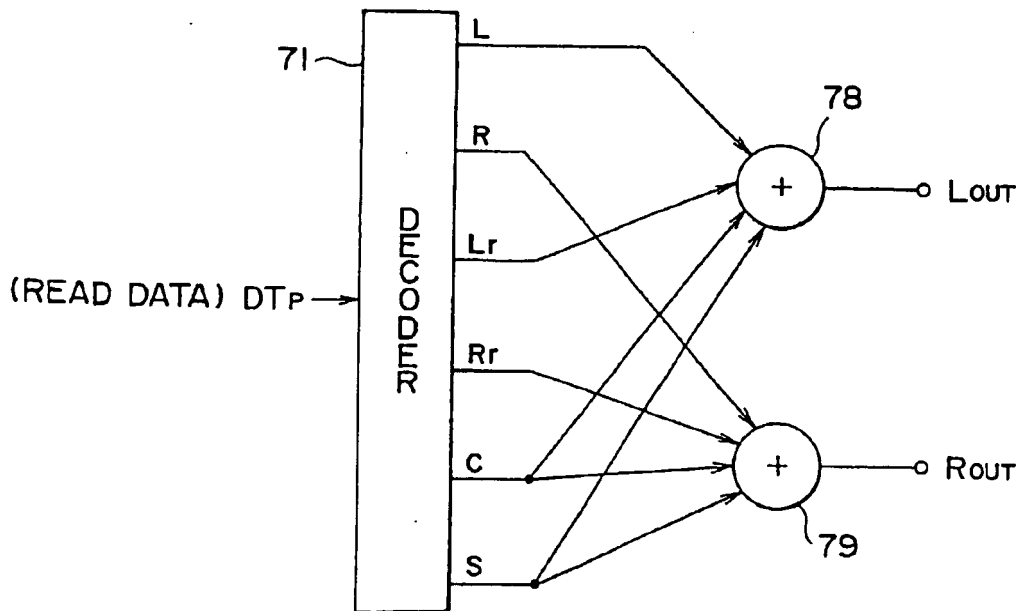 71
L
R
Lr
Rr
C
S
DECODER
(READ DATA) DTP
78
LOUT
79
ROUT